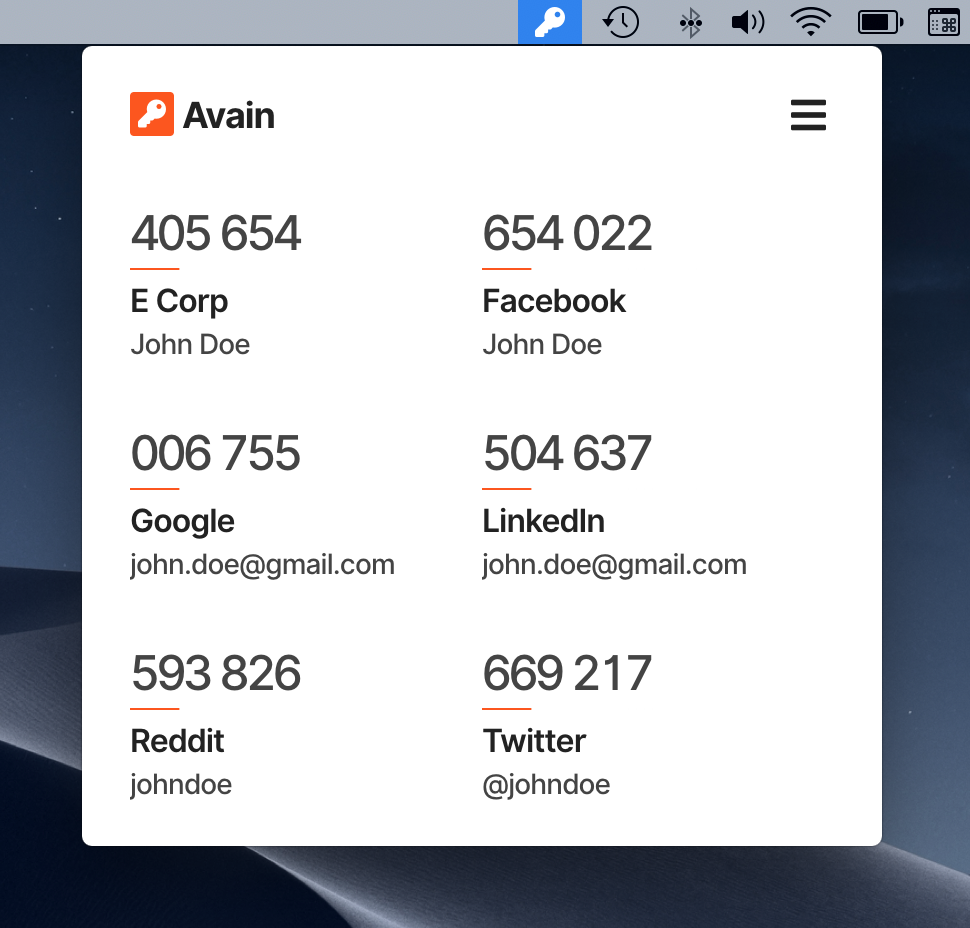 Avain
405 654
654 022
E Corp
Facebook
John Doe
John Doe
006 755
504 637
Google
LinkedIn
john.doe@gmail.com
john.doe@gmail.com
593 826
669 217
Reddit
Twitter
johndoe
@johndoe